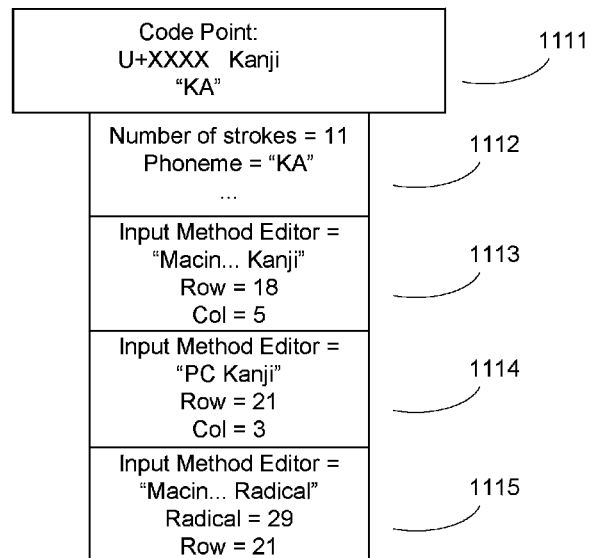 Code Point:
U+XXXX Kanji
“KA”
1111
Number of strokes = 11
Phoneme = “KA”
...
1112
Input Method Editor =
“Macin... Kanji”
Row = 18
Col = 5
1113
Input Method Editor =
“PC Kanji”
Row = 21
Col = 3
1114
Input Method Editor =
“Macin... Radical”
Radical = 29
Row = 21
1115